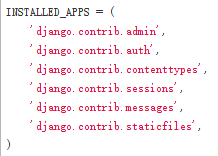 INSTALLED_APPS = (
    'django.contrib.admin',
    'django.contrib.auth',
    'django.contrib.contenttypes',
    'django.contrib.sessions',
    'django.contrib.messages',
    'django.contrib.staticfiles',
)